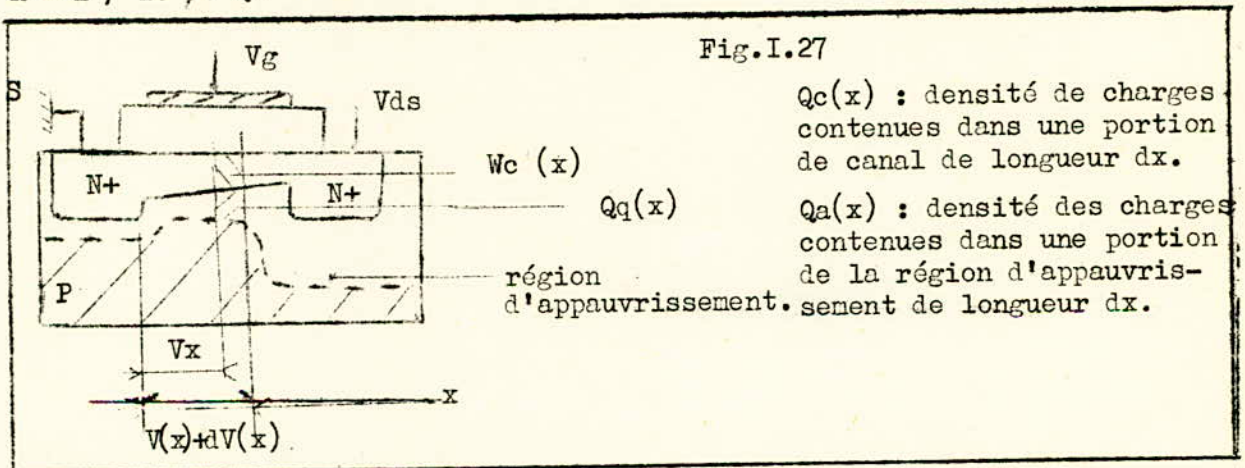 Fig.I.27
Vg
S
Vds
Qc(x) : densité de charges
contenues dans une portion
de canal de longueur dx.
Wc (x)
N+
N+
Qq(x)
Qa(x) : densité des charges
contenues dans une portion
de la région d'appauvris-
sement de longueur dx.
région
d'appauvrissement.
P
Vx
x
V(x)+dV(x)